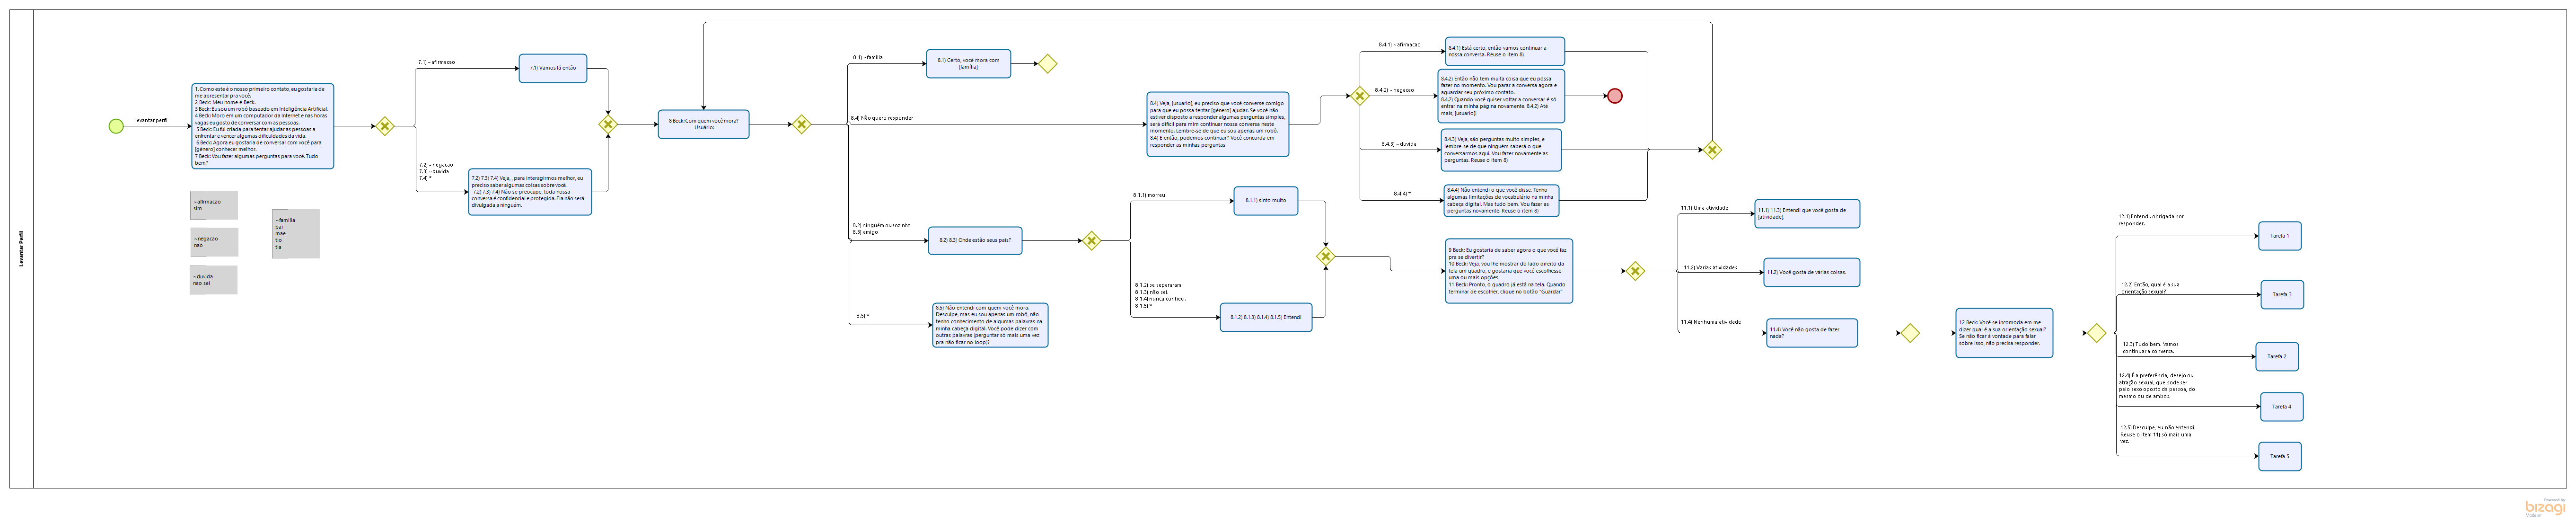 Levantar Perfil
levantar perfil
1. Como este é o nosso primeiro contato, eu gostaria de
me apresentar pra você.
2 Beck: Meu nome é Beck.
3 Beck: Eu sou um robô baseado em Inteligência Artificial.
4 Beck: Moro em um computador da Internet e nas horas
vagas eu gosto de conversar com as pessoas.
5 Beck: Eu fui criada para tentar ajudar as pessoas a
enfrentar e vencer algumas dificuldades da vida.
6 Beck: Agora eu gostaria de conversar com você para
[gênero] conhecer melhor.
7 Beck: Vou fazer algumas perguntas para você. Tudo
bem?
~affirmacao
sim
~negacao
nao
~duvida
nao sei
~familia
pai
mae
tio
tia
7.1) ~ afirmacao
7.1) Vamos lá então
7.2) ~ negacao
7.3) ~ duvida
7.4) *
7.2) 7.3) 7.4) Veja, , para interagirmos melhor, eu
preciso saber algumas coisas sobre você.
7.2) 7.3) 7.4) Não se preocupe, toda nossa
conversa é confidencial e protegida. Ela não será
divulgada a ninguém.
8 Beck: Com quem você mora?
Usuário:
8.1) ~ familia
8.1) Certo, você mora com
[familia]
8.4) Não quero responder
8.4) Veja, [usuario], eu preciso que você converse comigo
para que eu possa tentar [gênero] ajudar. Se você não
estiver disposto a responder algumas perguntas simples,
será difícil para mim continuar nossa conversa neste
momento. Lembre-se de que eu sou apenas um robô.
8.4) E então, podemos continuar? Você concorda em
responder as minhas perguntas
8.4.1) ~ afirmacao
8.4.1) Está certo, então vamos continuar a
nossa conversa. Reuse o item 8)
8.4.2) ~ negacao
8.4.2) Então não tem muita coisa que eu possa
fazer no momento. Vou parar a conversa agora e
aguardar seu próximo contato.
8.4.2) Quando você quiser voltar a conversar é só
entrar na minha página novamente. 8.4.2) Até
mais, [usuario]!
8.4.3) ~ duvida
8.4.3) Veja, são perguntas muito simples, e
lembre-se de que ninguém saberá o que
conversarmos aqui. Vou fazer novamente as
perguntas. Reuse o item 8)
8.4.4) *
8.4.4) Não entendi o que você disse. Tenho
algumas limitações de vocabulário na minha
cabeça digital. Mas tudo bem. Vou fazer as
perguntas novamente. Reuse o item 8)
8.2) ninguém ou sozinho
8.3) amigo
8.2) 8.3) Onde estão seus pais?
8.1.1) morreu
8.1.1) sinto muito
8.1.2) se separaram.
8.1.3) não sei.
8.1.4) nunca conheci.
8.1.5) *
8.1.2) 8.1.3) 8.1.4) 8.1.5) Entendi
8.5) *
8.5) Não entendi com quem você mora.
Desculpe, mas eu sou apenas um robô, não
tenho conhecimento de algumas palavras na
minha cabeça digital. Você pode dizer com
outras palavras (perguntar só mais uma vez
pra não ficar no loop)?
9 Beck: Eu gostaria de saber agora o que você faz
pra se divertir?
10 Beck: Veja, vou lhe mostrar do lado direito da
tela um quadro, e gostaria que você escolhesse
uma ou mais opções
11 Beck: Pronto, o quadro já está na tela. Quando
terminar de escolher, clique no botão "Guardar"
11.1) Uma atividade
11.1) 11.3) Entendi que você gosta de
[atividade].
11.2) Varias atividades
11.2) Você gosta de várias coisas.
11.4) Nenhuma atividade
11.4) Você não gosta de fazer
nada?
12 Beck: Você se incomoda em me
dizer qual é a sua orientação sexual?
Se não ficar à vontade para falar
sobre isso, não precisa responder.
12.1) Entendi. obrigada por
responder.
Tarefa 1
12.2) Então, qual é a sua
orientação sexual?
Tarefa 3
12.3) Tudo bem. Vamos
continuar a conversa.
Tarefa 2
12.4) É a preferência, desejo ou
atração sexual, que pode ser
pelo sexo oposto da pessoa, do
mesmo ou de ambos.
Tarefa 4
12.5) Desculpe, eu não entendi.
Reuse o item 11) só mais uma
vez.
Tarefa 5
Powered by
bizagi
Modeler